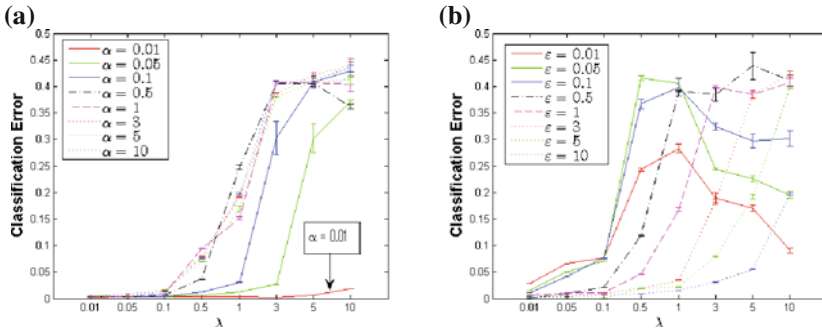 (a)
Classification Error
0.5
0.45
0.4
0.35
0.3
0.25
0.2
0.15
0.1
0.05
0
α = 0.01
α = 0.05
α = 0.1
α = 0.5
α = 1
α = 3
α = 5
α = 10
α = 0.01
0.01 0.05 0.1 0.5 1 3 5 10
λ
(b)
Classification Error
0.5
0.45
0.4
0.35
0.3
0.25
0.2
0.15
0.1
0.05
0
ε = 0.01
ε = 0.05
ε = 0.1
ε = 0.5
ε = 1
ε = 3
ε = 5
ε = 10
0.01 0.05 0.1 0.5 1 3 5 10
λ